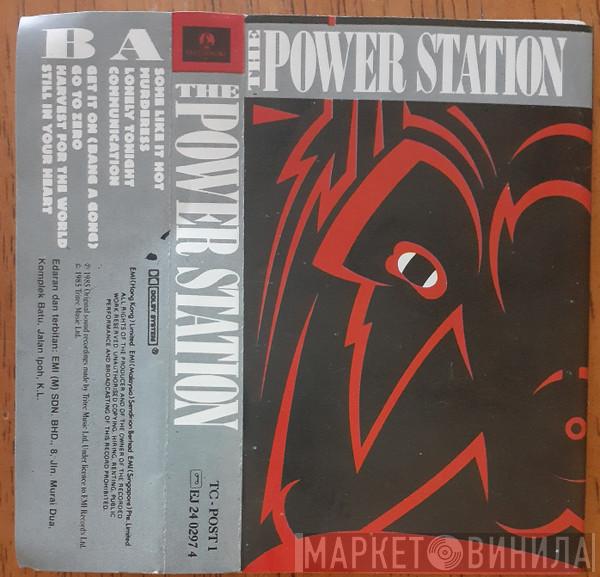 THE POWER STATION
THE POWER STATION
TC - POST 1
EJ 24 0297 4
A
SOME LIKE IT HOT
MURDERESS
LONELY TONIGHT
COMMUNICATION
B
GET IT ON (BANG A GONG)
GO TO ZERO
HARVEST FOR THE WORLD
STILL IN YOUR HEART
DOLBY SYSTEM ®
EMI (Hong Kong) Limited. EMI (Malaysia) Sendirian Berhad. EMI (Singapore) Pte. Limited
ALL RIGHTS OF THE PRODUCER AND OF THE OWNER OF THE RECORDED
WORK RESERVED. UNAUTHORISED COPYING, HIRING, RENTING, PUBLIC
PERFORMANCE AND BROADCASTING OF THIS RECORD PROHIBITED.
℗ 1985 Original sound recordings made by Tritec Music Ltd. Under licence to EMI Records Ltd.
© 1985 Tritec Music Ltd.
Edaran dan terbitan: EMI (M) SDN. BHD., 8, Jln. Murai Dua,
Komplek Batu, Jalan Ipoh, K.L.
МАРКЕТ ВИНИЛА